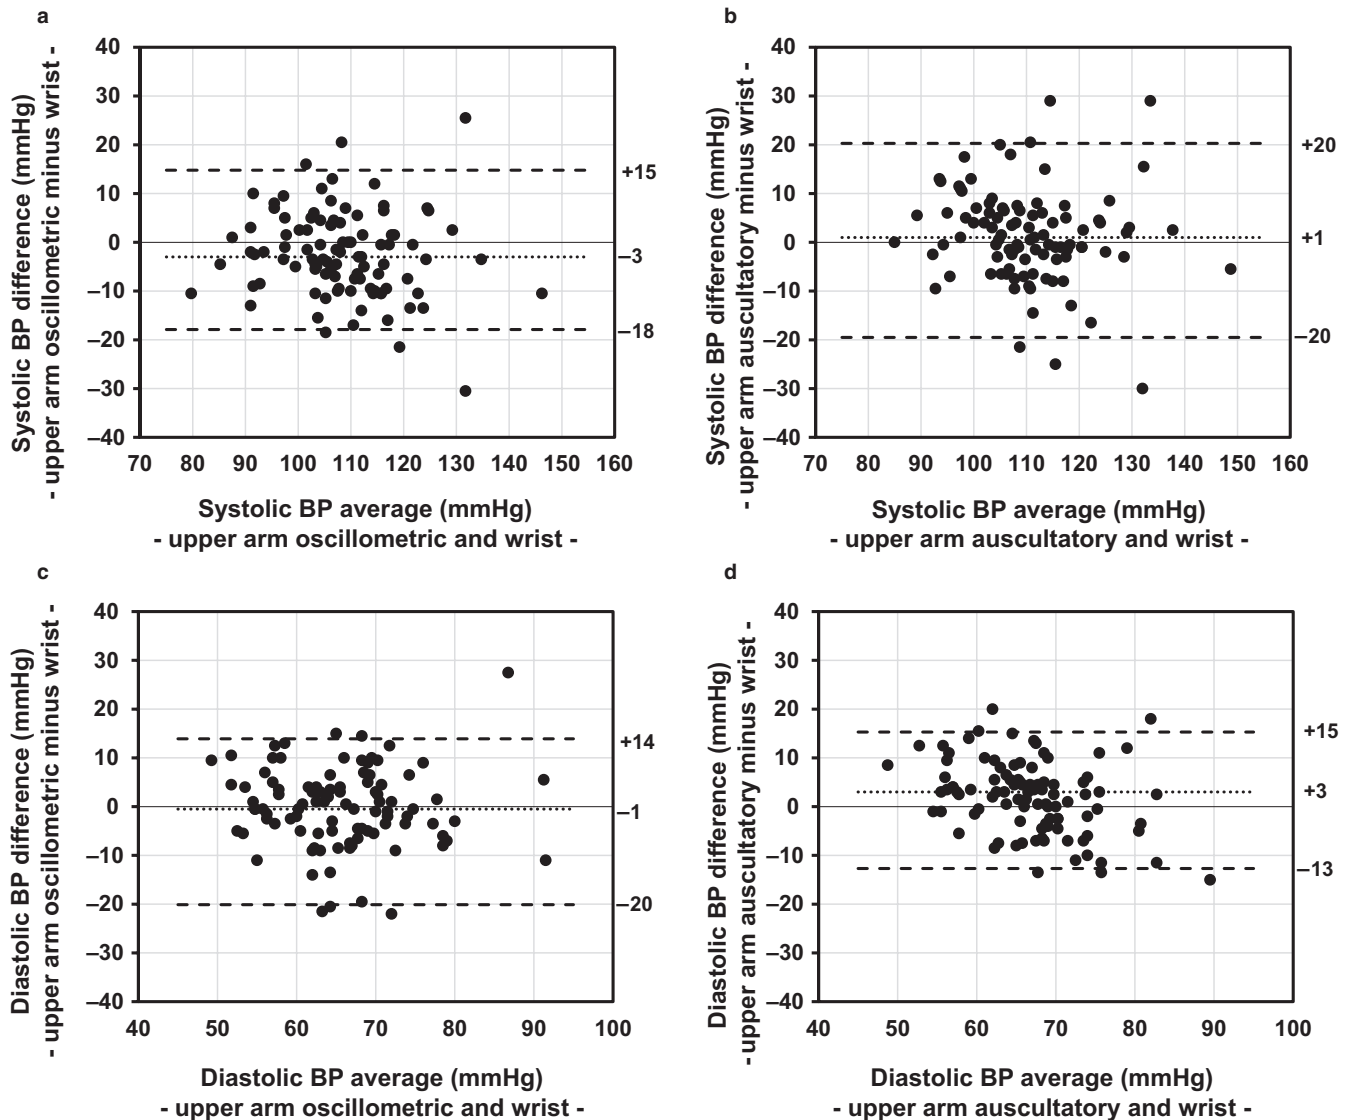 a
Systolic BP difference (mmHg)
- upper arm oscillometric minus wrist -
40
30
20
10
0
–10
–20
–30
–40
+15
–3
–18
70 80 90 100 110 120 130 140 150 160
Systolic BP average (mmHg)
- upper arm oscillometric and wrist -
b
Systolic BP difference (mmHg)
- upper arm auscultatory minus wrist -
40
30
20
10
0
–10
–20
–30
–40
+20
+1
–20
70 80 90 100 110 120 130 140 150 160
Systolic BP average (mmHg)
- upper arm auscultatory and wrist -
c
Diastolic BP difference (mmHg)
- upper arm oscillometric minus wrist -
40
30
20
10
0
–10
–20
–30
–40
+14
–1
–20
40 50 60 70 80 90 100
Diastolic BP average (mmHg)
- upper arm oscillometric and wrist -
d
Diastolic BP difference (mmHg)
- upper arm auscultatory minus wrist -
40
30
20
10
0
–10
–20
–30
–40
+15
+3
–13
40 50 60 70 80 90 100
Diastolic BP average (mmHg)
- upper arm auscultatory and wrist -